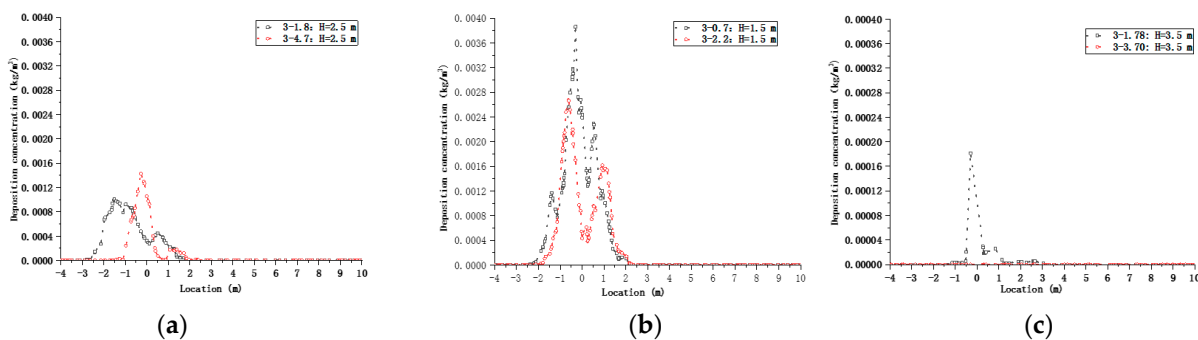 0.0040
0.0036
0.0032
0.0028
0.0024
0.0020
0.0016
0.0012
0.0008
0.0004
0.0000
Deposition concentration (kg/m³)
3-1.8: H=2.5 m
3-4.7: H=2.5 m
-4 -3 -2 -1 0 1 2 3 4 5 6 7 8 9 10
Location (m)
(a)
0.0040
0.0036
0.0032
0.0028
0.0024
0.0020
0.0016
0.0012
0.0008
0.0004
0.0000
Deposition concentration (kg/m³)
3-0.7: H=1.5 m
3-2.2: H=1.5 m
-4 -3 -2 -1 0 1 2 3 4 5 6 7 8 9 10
Location (m)
(b)
0.00040
0.00036
0.00032
0.00028
0.00024
0.00020
0.00016
0.00012
0.00008
0.00004
0.00000
Deposition concentration (kg/m³)
3-1.78: H=3.5 m
3-3.70: H=3.5 m
-4 -3 -2 -1 0 1 2 3 4 5 6 7 8 9 10
Location (m)
(c)